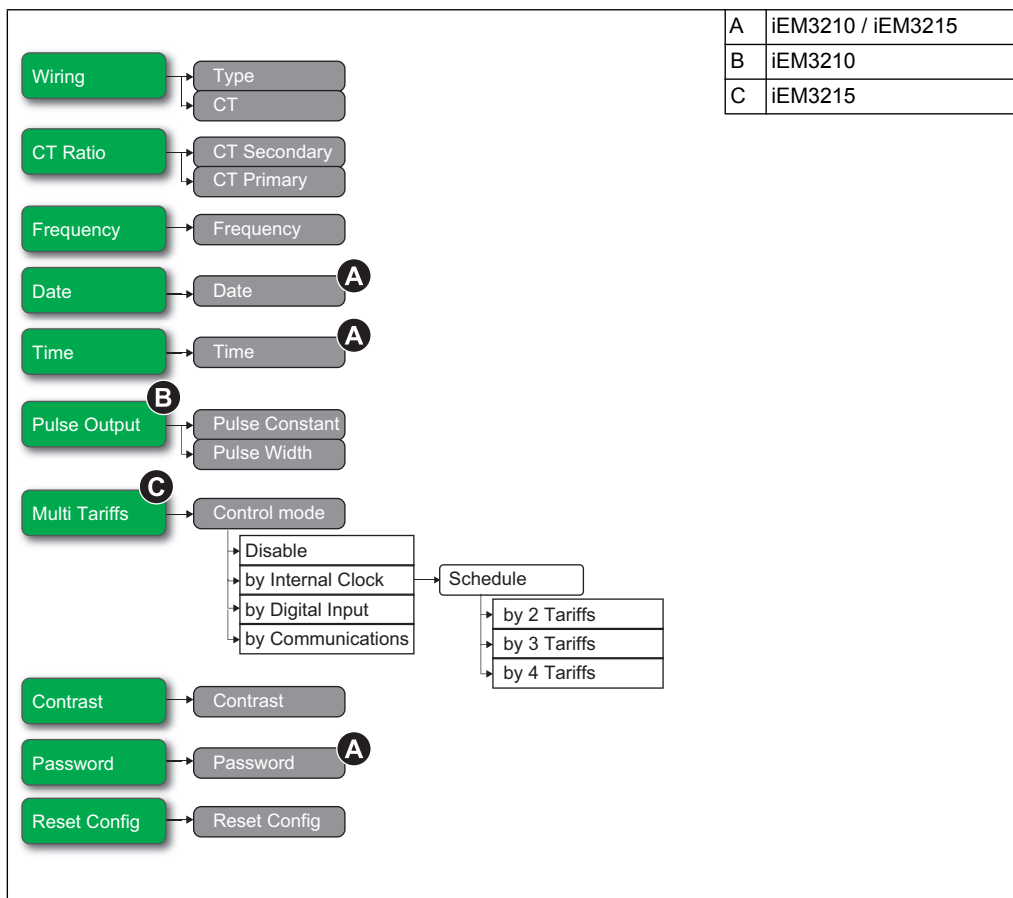 A iEM3210 / iEM3215
B iEM3210
C iEM3215
Wiring
Type
CT
CT Ratio
CT Secondary
CT Primary
Frequency
Frequency
Date
Date
A
Time
Time
A
Pulse Output
B
Pulse Constant
Pulse Width
Multi Tariffs
C
Control mode
Disable
by Internal Clock
by Digital Input
by Communications
Schedule
by 2 Tariffs
by 3 Tariffs
by 4 Tariffs
Contrast
Contrast
Password
Password
A
Reset Config
Reset Config